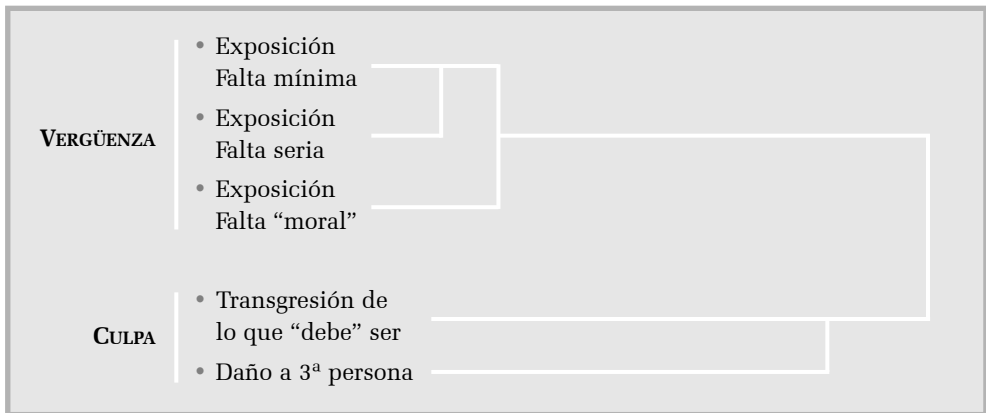 • Exposición
Falta mínima
• Exposición
VERGÜENZA
Falta seria
• Exposición
Falta “moral”
• Transgresión de
lo que “debe” ser
CULPA
• Daño a 3ª persona